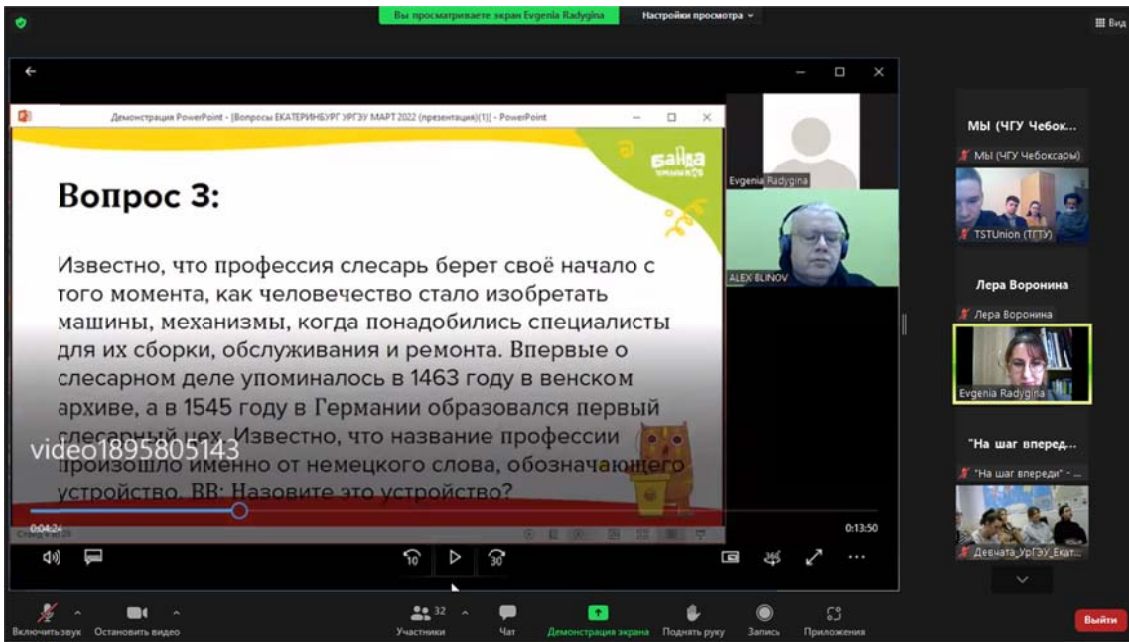 Вы просматриваете экран Evgenia Radygina
Настройки просмотра
Вид
Демонстрация PowerPoint - [Вопросы ЕКАТЕРИНБУРГ УРГЭУ МАРТ 2022 (презентация)(1)] - PowerPoint
Вопрос 3:
Известно, что профессия слесарь берет своё начало с
того момента, как человечество стало изобретать
машины, механизмы, когда понадобились специалисты
для их сборки, обслуживания и ремонта. Впервые о
слесарном деле упоминалось в 1463 году в венском
архиве, а в 1545 году в Германии образовался первый
слесарный цех. Известно, что название профессии
произошло именно от немецкого слова, обозначающего
устройство. ВВ: Назовите это устройство?
video1895805143
0:04:24
0:13:50
10
30
Evgenia Radygina
ALEX BLINOV
МЫ (ЧГУ Чебок...
МЫ (ЧГУ Чебоксары)
TSTUnion (ТГТУ)
Лера Воронина
Лера Воронина
Evgenia Radygina
"На шаг вперед...
"На шаг впереди" - ...
Девчата_УрГЭУ_Екат...
Включить звук
Остановить видео
32
Участники
Чат
Демонстрация экрана
Поднять руку
Запись
Приложения
Выйти